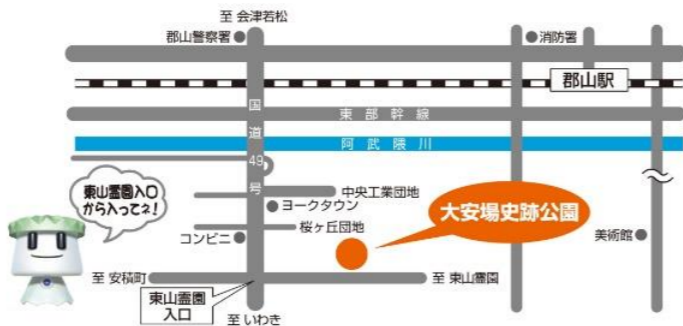 至 会津若松
郡山警察署
消防署
郡山駅
東部幹線
阿武隈川
国道49号
東山霊園入口
から入ってネ!
中央工業団地
ヨークタウン
桜ヶ丘団地
コンビニ
大安場史跡公園
美術館
至 安積町
至 東山霊園
東山霊園
入口
至 いわき